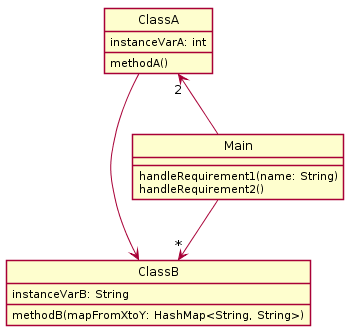 ClassA
instanceVarA: int
methodA()
2
Main
handleRequirement1(name: String)
handleRequirement2()
*
ClassB
instanceVarB: String
methodB(mapFromXtoY: HashMap<String, String>)